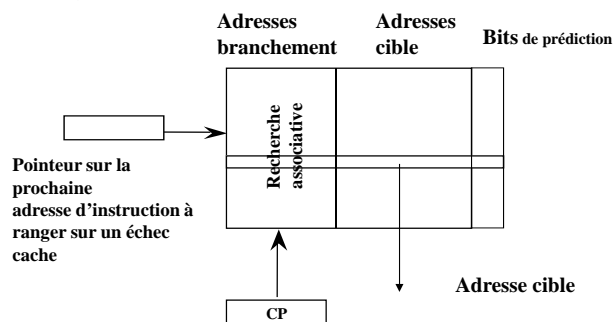 Adresses
branchement
Adresses
cible
Bits de prédiction
Recherche
associative
Pointeur sur la
prochaine
adresse d'instruction à
ranger sur un échec
cache
Adresse cible
CP